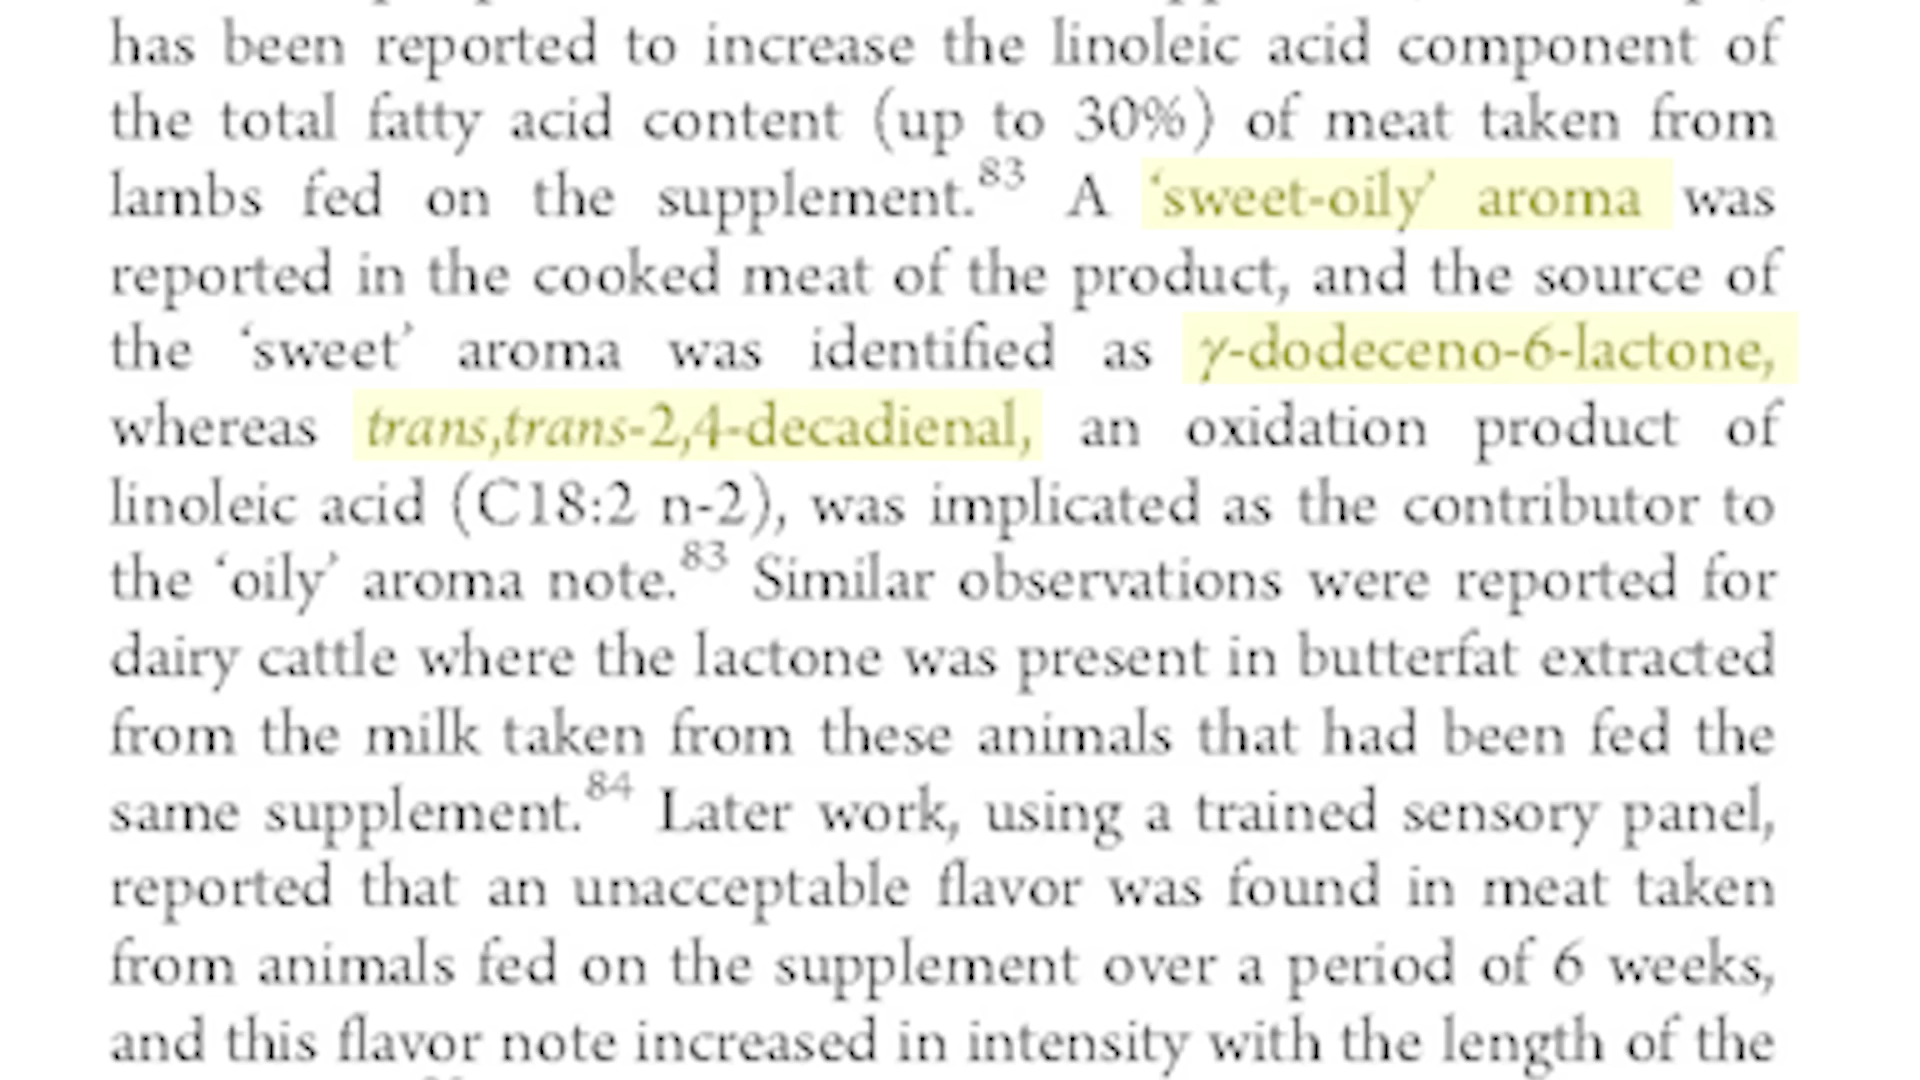 has been reported to increase the linoleic acid component of
the total fatty acid content (up to 30%) of meat taken from
lambs fed on the supplement.83 A ‘sweet-oily’ aroma was
reported in the cooked meat of the product, and the source of
the ‘sweet’ aroma was identified as γ-dodeceno-6-lactone,
whereas trans,trans-2,4-decadienal, an oxidation product of
linoleic acid (C18:2 n-2), was implicated as the contributor to
the ‘oily’ aroma note.83 Similar observations were reported for
dairy cattle where the lactone was present in butterfat extracted
from the milk taken from these animals that had been fed the
same supplement.84 Later work, using a trained sensory panel,
reported that an unacceptable flavor was found in meat taken
from animals fed on the supplement over a period of 6 weeks,
and this flavor note increased in intensity with the length of the